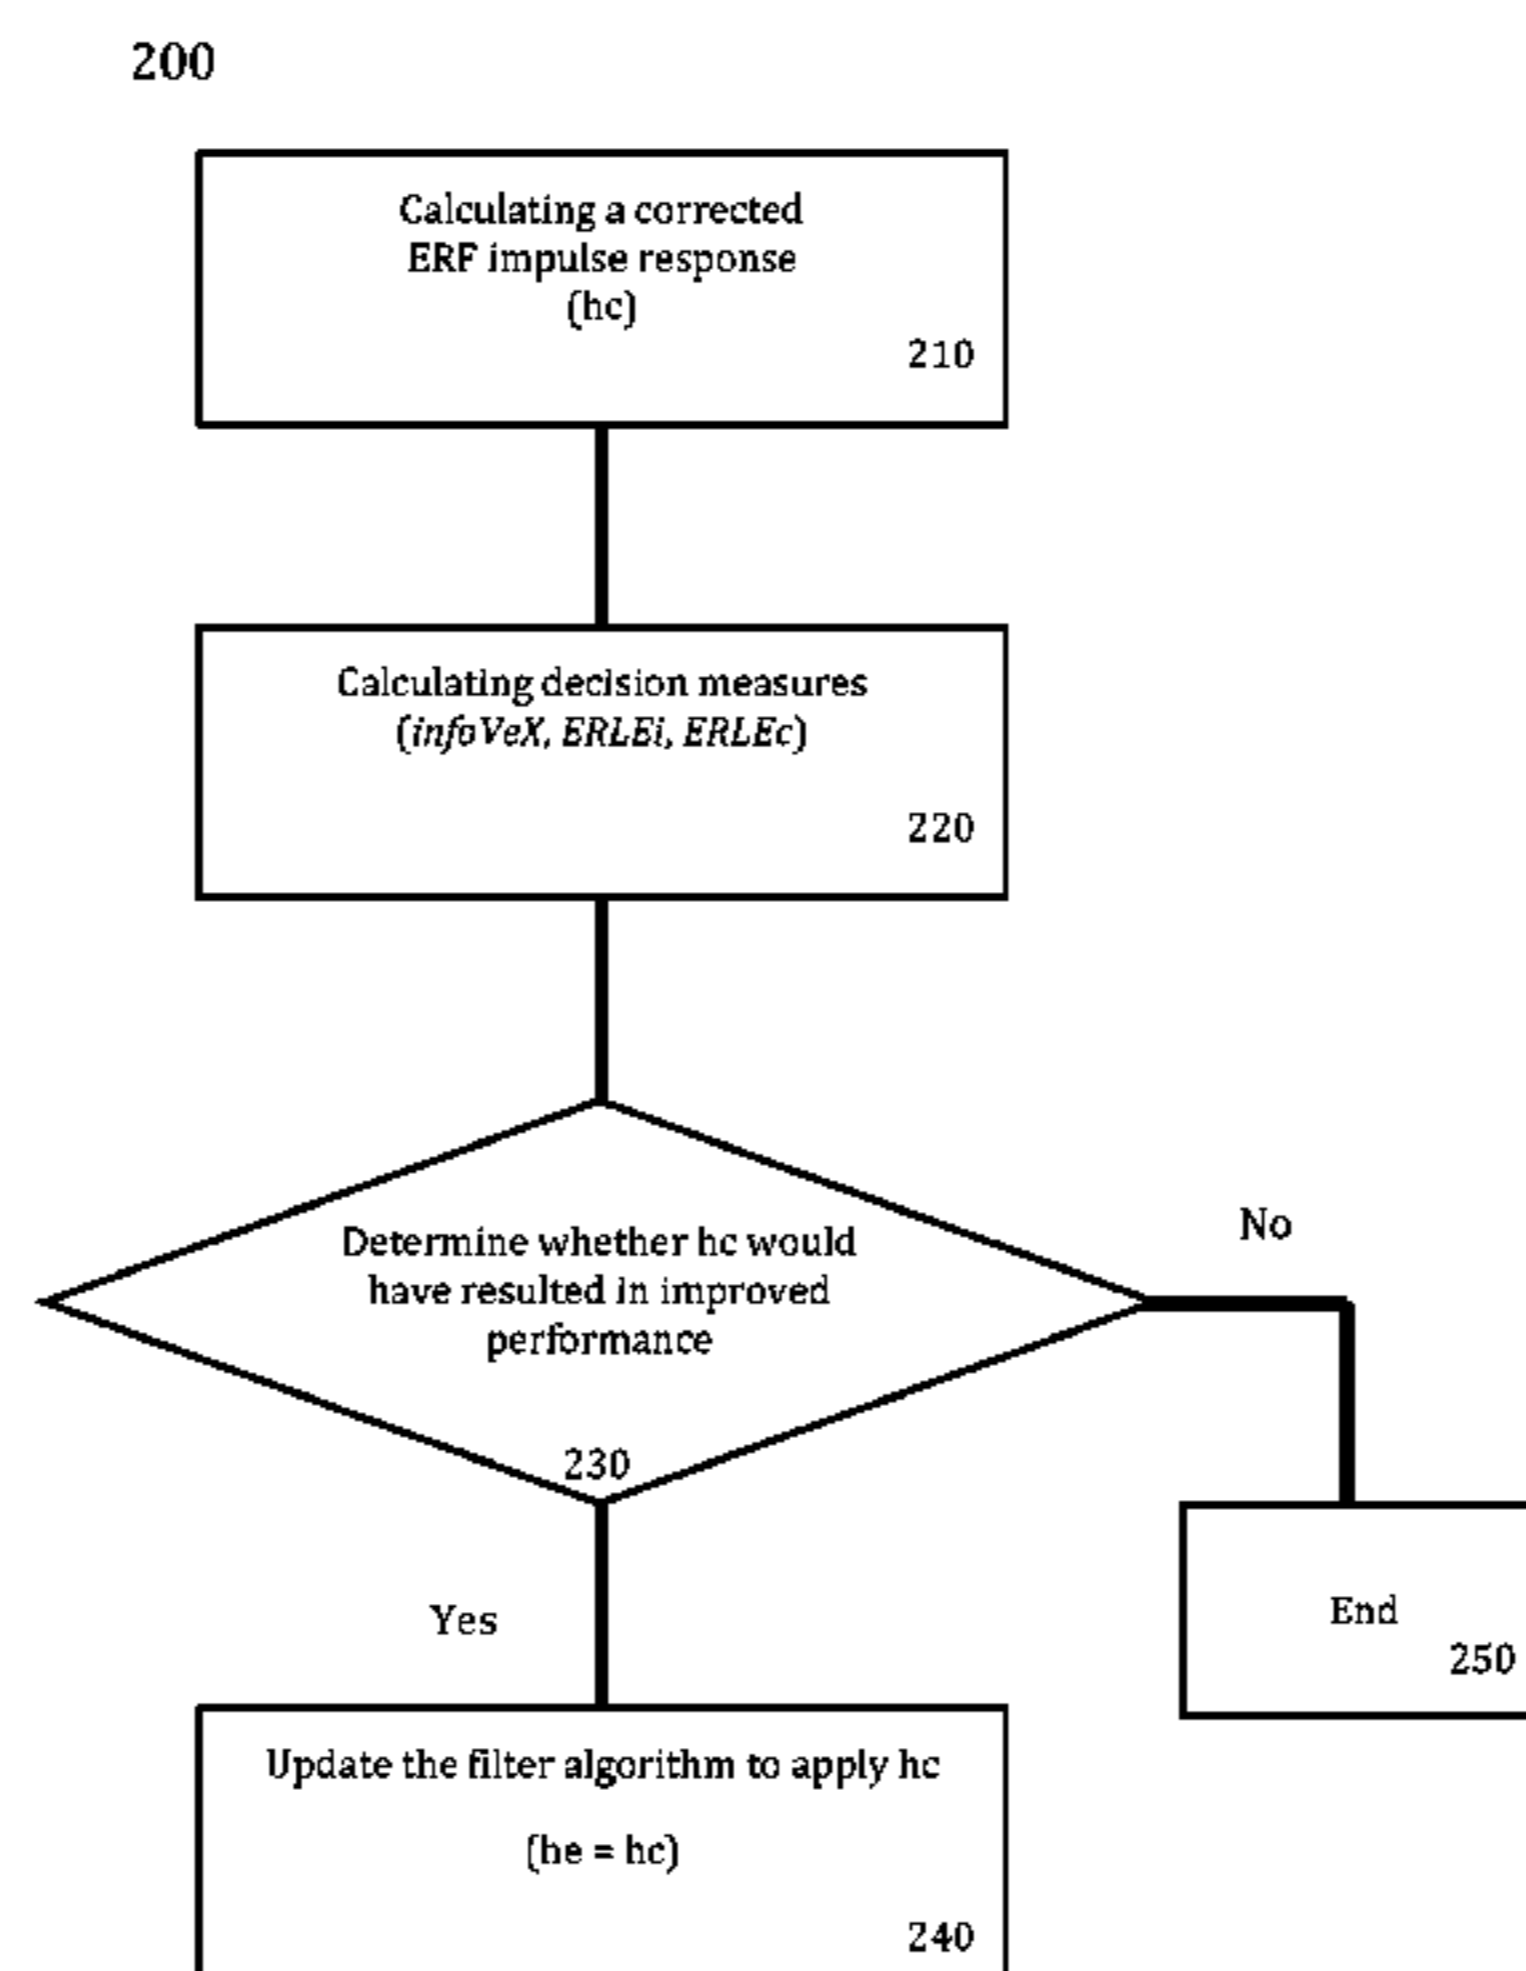 200
Calculating a corrected
ERF impulse response
(hc)
210
Calculating decision measures
(infoVeX, ERLEi, ERLEc)
220
Determine whether hc would
have resulted in improved
performance
230
No
Yes
End
250
Update the filter algorithm to apply hc
(he = hc)
240